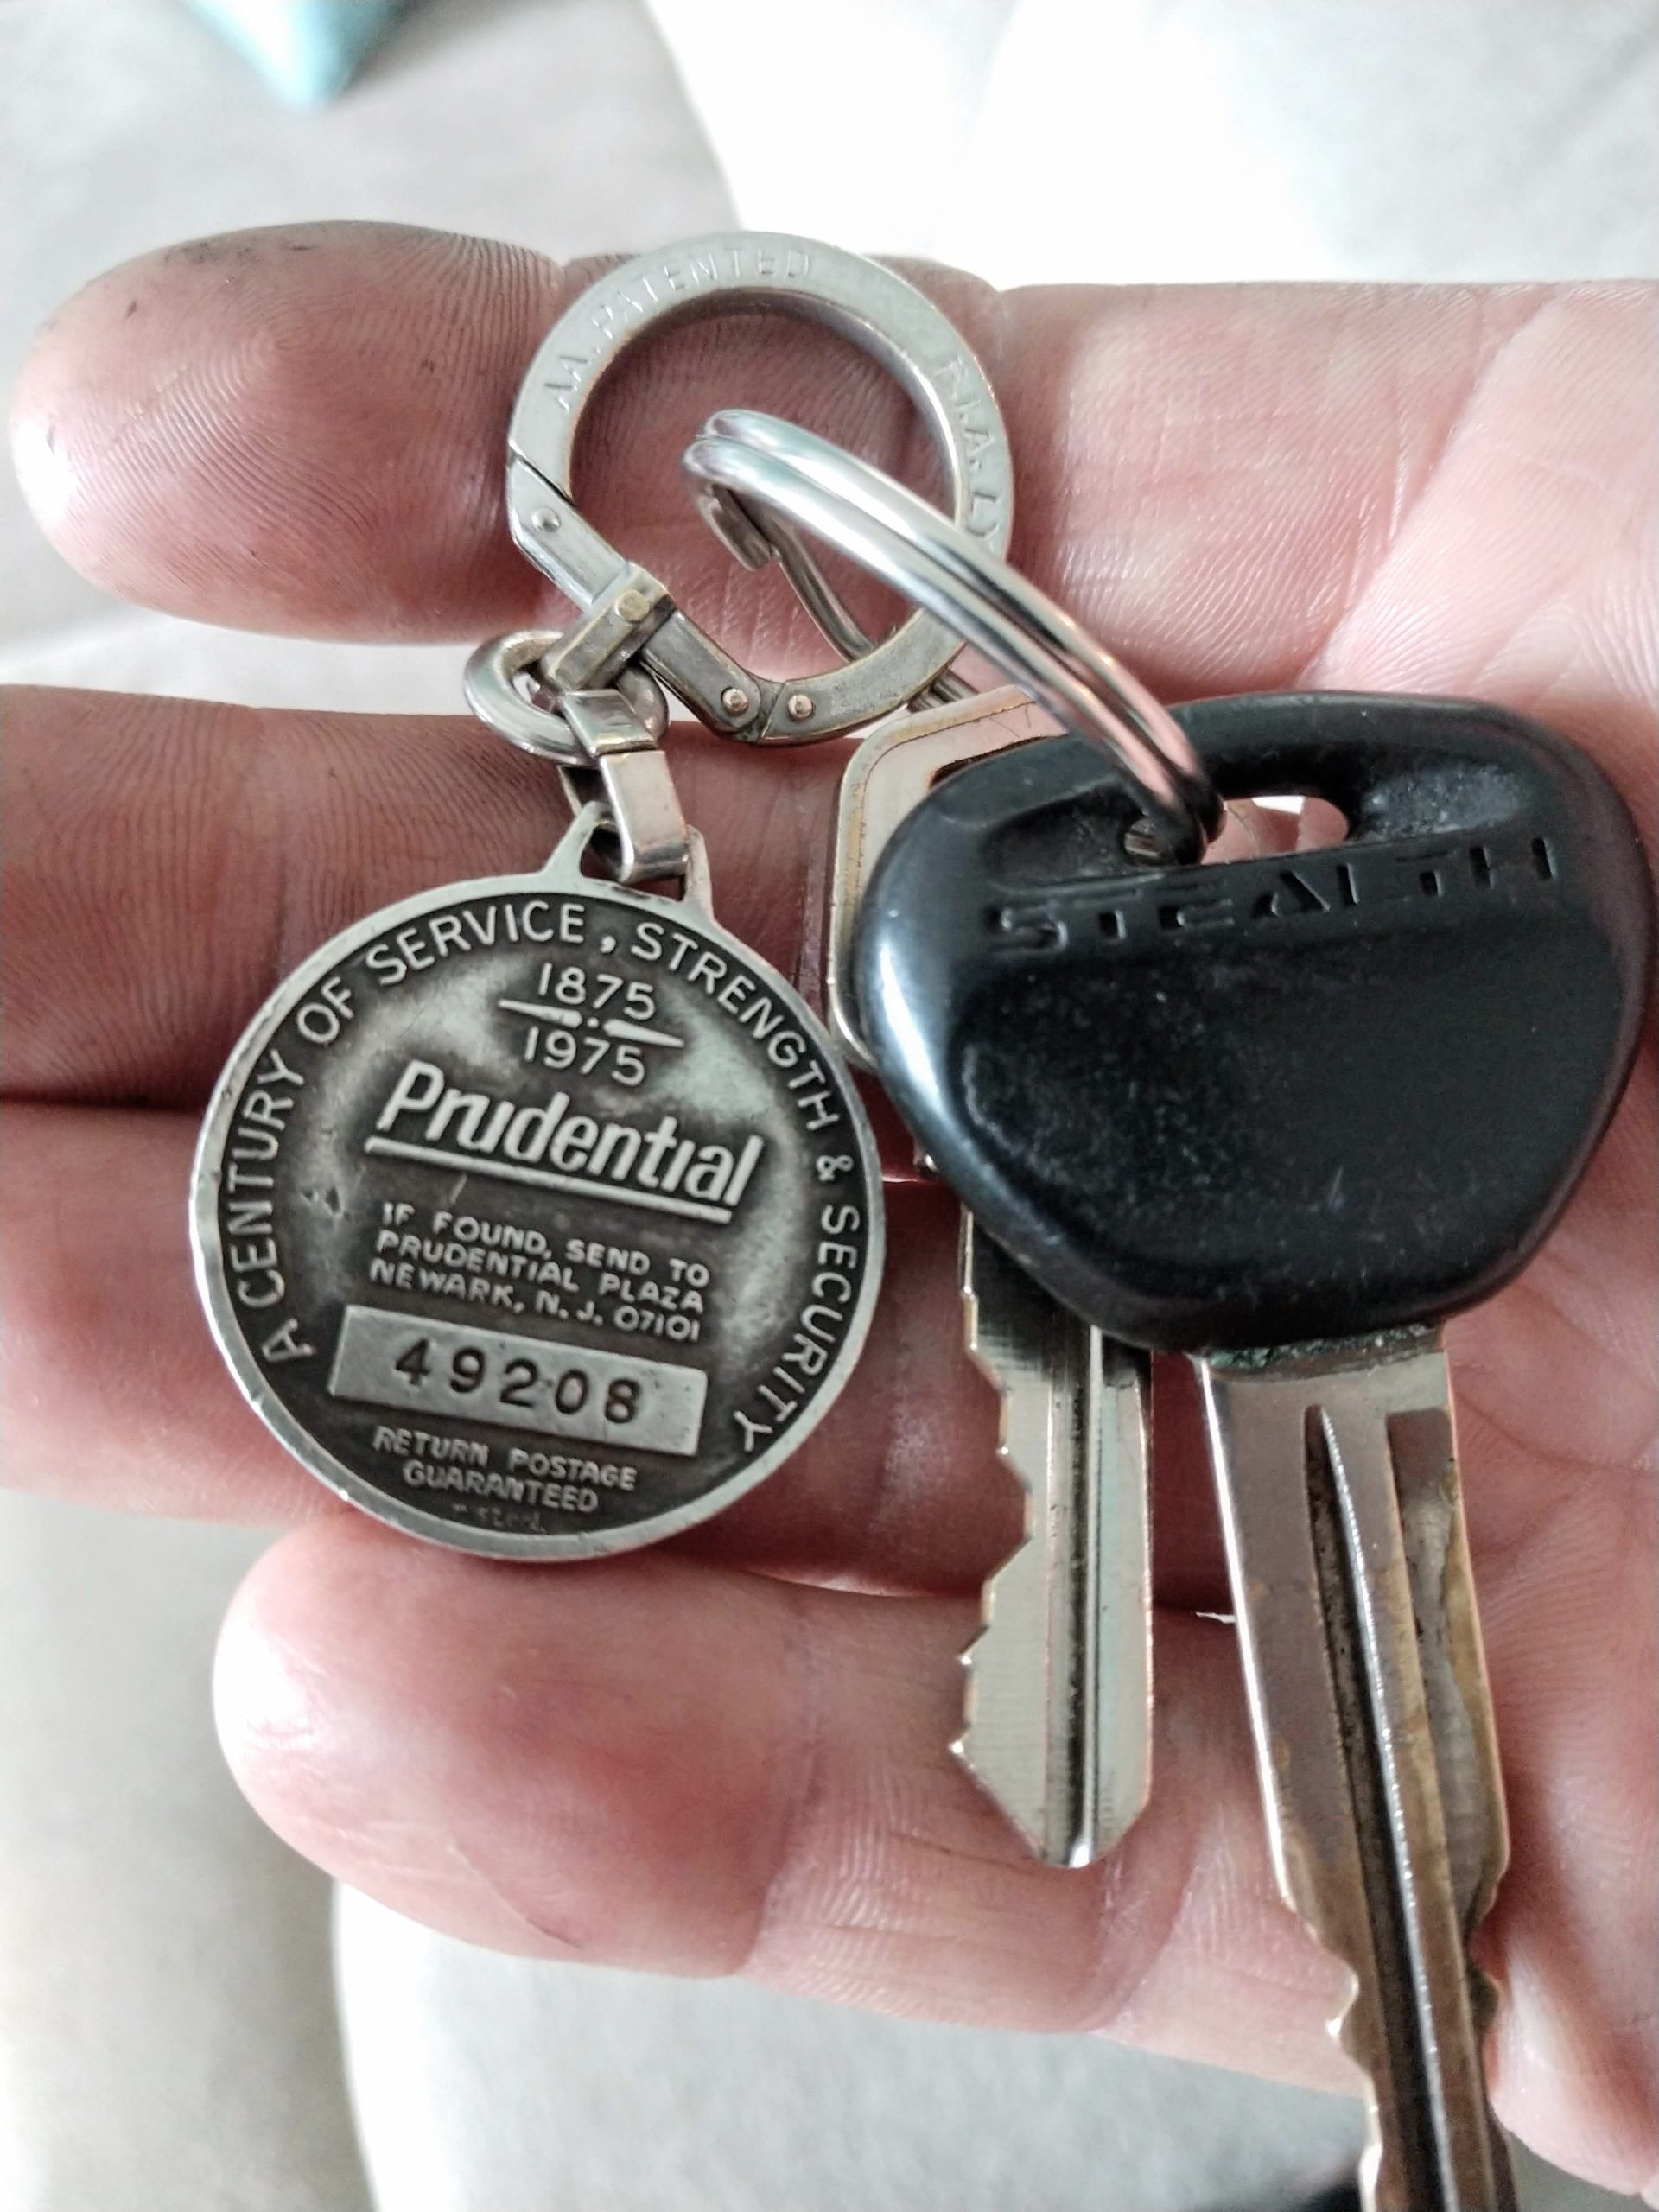 PATENTED
ITALY
A CENTURY OF SERVICE, STRENGTH & SECURITY
1875
1975
Prudential
IF FOUND, SEND TO
PRUDENTIAL PLAZA
NEWARK, N. J. 07101
49208
RETURN POSTAGE
GUARANTEED
STEALTH